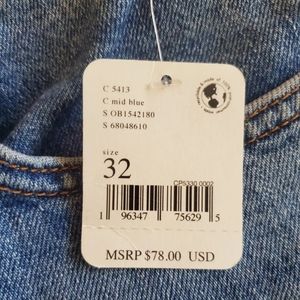 C 5413
C mid blue
S OB1542180
S 68048610
size
32
CP5330 0002
1 96347 75629 5
MSRP $78.00 USD